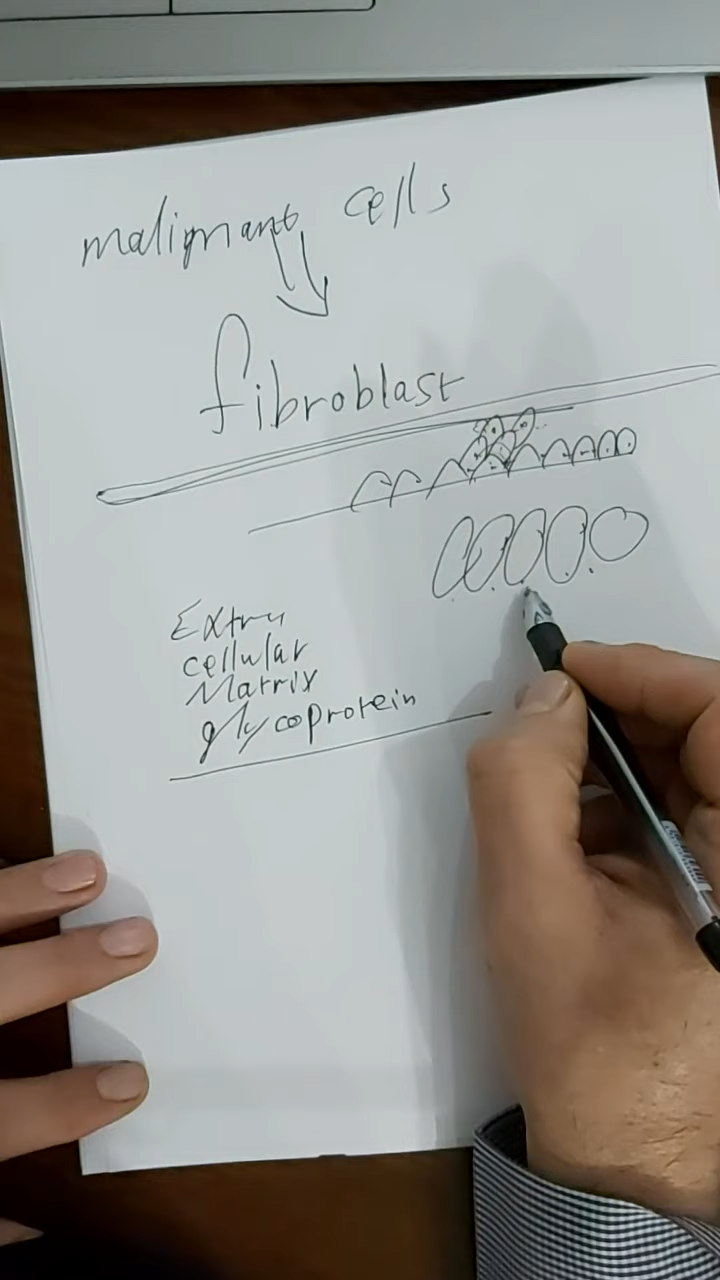 malignant cells
fibroblast
Extra
cellular
Matrix
glycoprotein